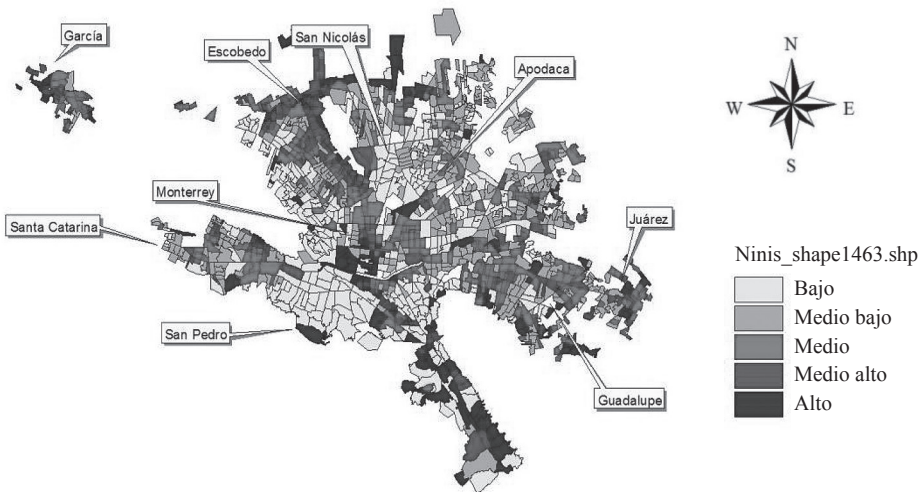 García
San Nicolás
Escobedo
Apodaca
Monterrey
Santa Catarina
Juárez
San Pedro
Guadalupe
N
W E
S
Ninis_shape1463.shp
Bajo
Medio bajo
Medio
Medio alto
Alto